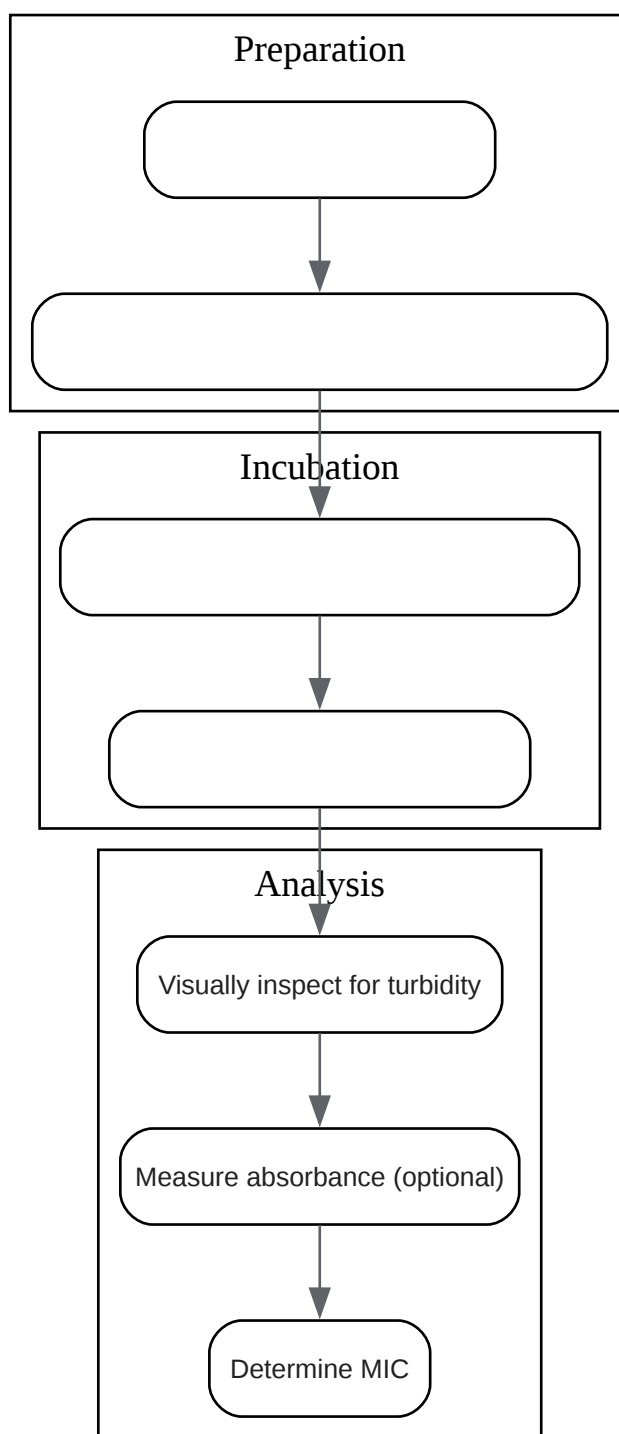 Preparation
Incubation
Analysis
Visually inspect for turbidity
Measure absorbance (optional)
Determine MIC